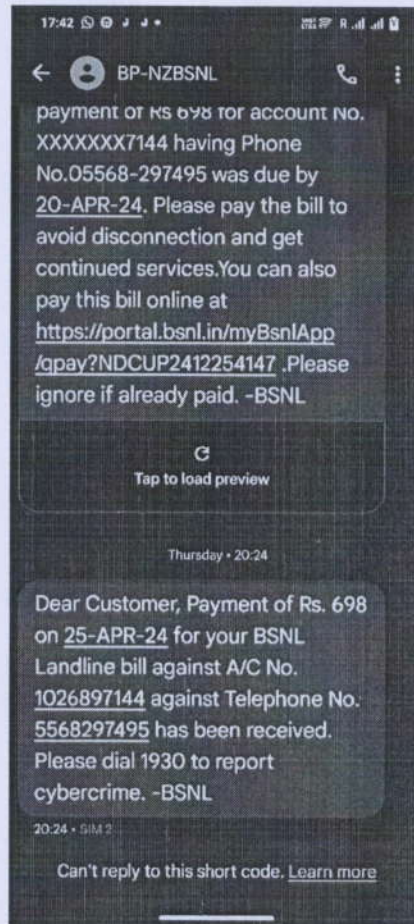 17:42
R
BP-NZBSNL
payment of Rs 698 for account No.
XXXXXXX7144 having Phone
No.05568-297495 was due by
20-APR-24. Please pay the bill to
avoid disconnection and get
continued services.You can also
pay this bill online at
https://portal.bsnl.in/myBsnlApp
/qpay?NDCUP2412254147 .Please
ignore if already paid. -BSNL
Tap to load preview
Thursday • 20:24
Dear Customer, Payment of Rs. 698
on 25-APR-24 for your BSNL
Landline bill against A/C No.
1026897144 against Telephone No.
5568297495 has been received.
Please dial 1930 to report
cybercrime. -BSNL
20:24 • SIM 2
Can't reply to this short code. Learn more